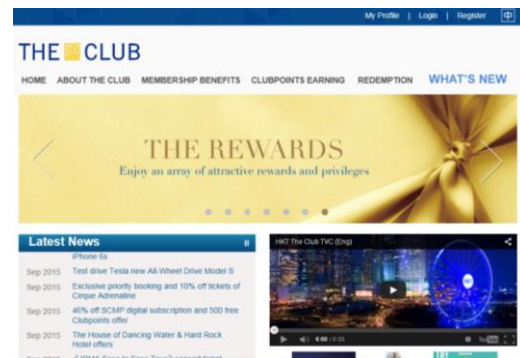 My Profile | Login | Register 中
THE CLUB
HOME ABOUT THE CLUB MEMBERSHIP BENEFITS CLUBPOINTS EARNING REDEMPTION WHAT'S NEW
THE REWARDS
Enjoy an array of attractive rewards and privileges
Latest News
iPhone 6s
Sep 2015 Test drive Tesla new All-Wheel Drive Model S
Sep 2015 Exclusive priority booking and 10% off tickets of
Cirque Adrenaline
Sep 2015 46% off SCMP digital subscription and 500 free
Clubpoints offer
Sep 2015 The House of Dancing Water & Hard Rock
Hotel offers
HKT The Club TVC (Eng)
YouTube